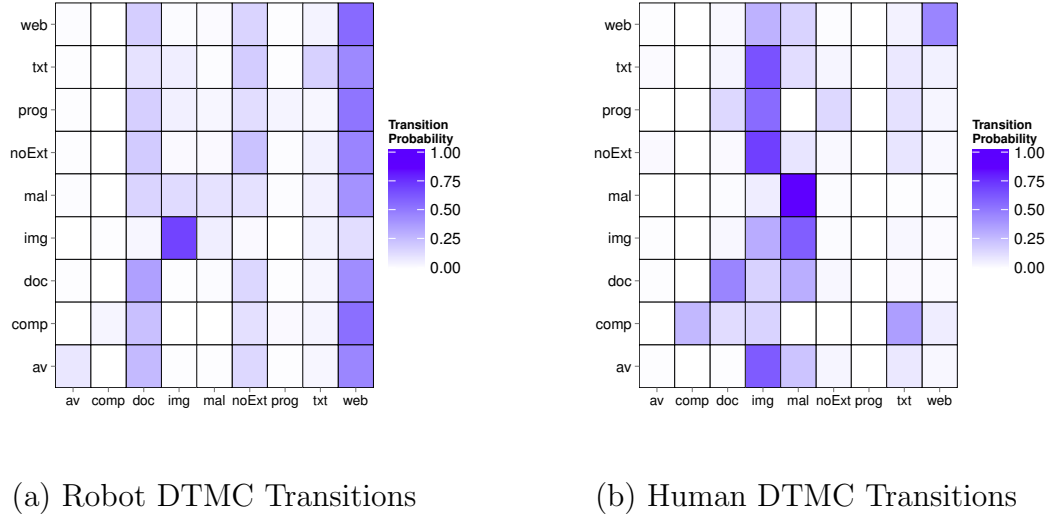 web
txt
prog
noExt
mal
img
doc
comp
av
av comp doc img mal noExt prog txt web
Transition
Probability
1.00
0.75
0.50
0.25
0.00
(a) Robot DTMC Transitions
web
txt
prog
noExt
mal
img
doc
comp
av
av comp doc img mal noExt prog txt web
Transition
Probability
1.00
0.75
0.50
0.25
0.00
(b) Human DTMC Transitions